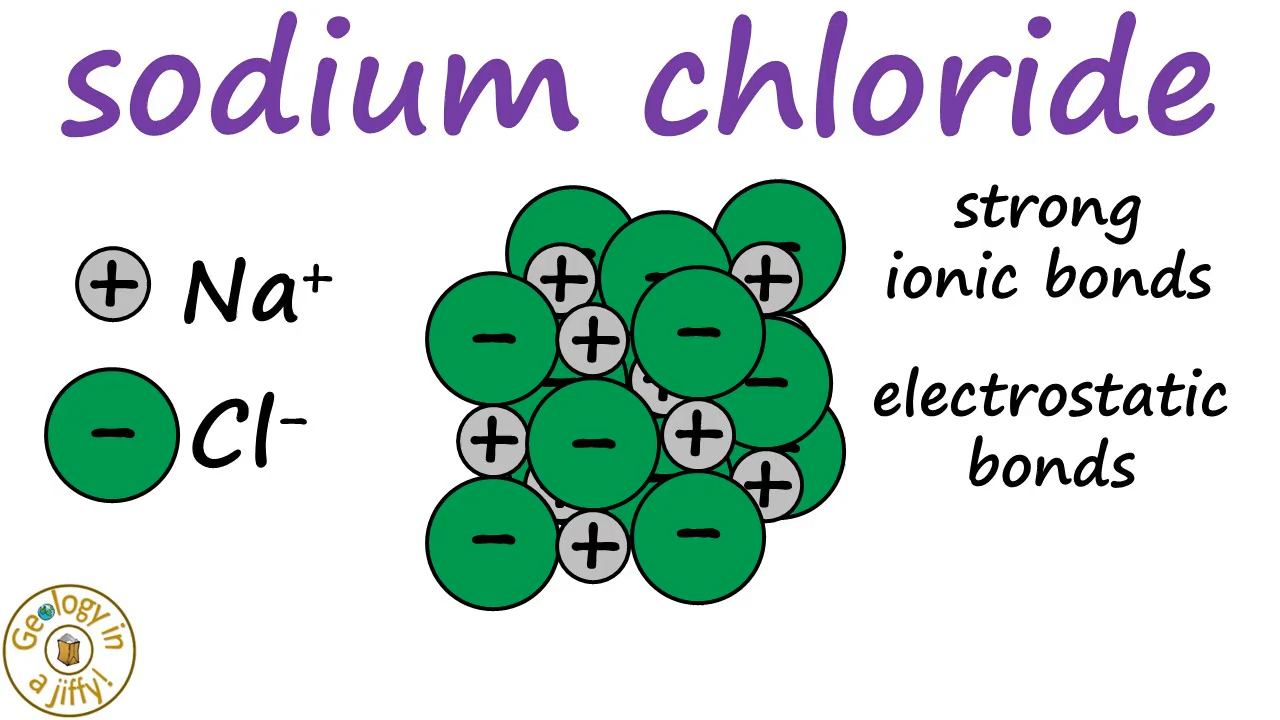 sodium chloride
strong
ionic bonds
+ Na⁺
- Cl⁻
electrostatic
bonds
Geology in
a jiffy!